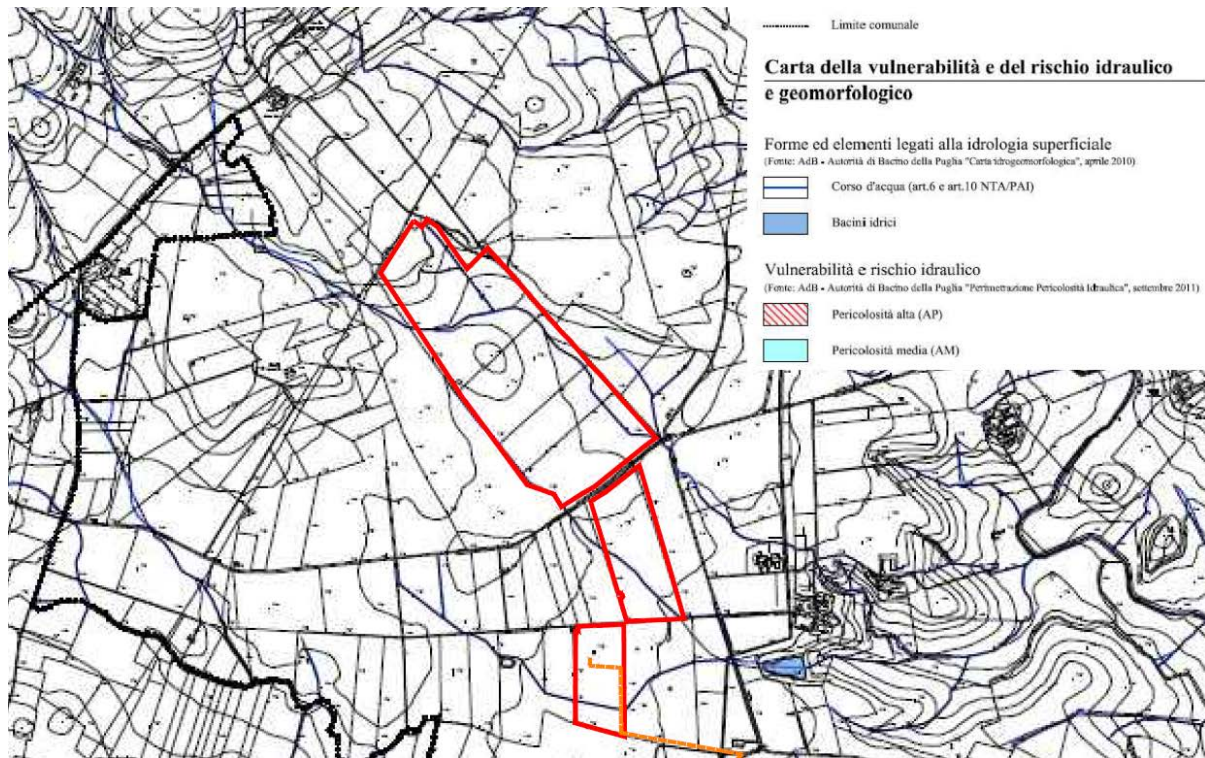 Limite comunale
Carta della vulnerabilità e del rischio idraulico
e geomorfologico
Forme ed elementi legati alla idrologia superficiale
(Fonte: AdB - Autorità di Bacino della Puglia "Carta idrogeomorfologica", aprile 2010)
Corso d'acqua (art.6 e art.10 NTA/PAI)
Bacini idrici
Vulnerabilità e rischio idraulico
(Fonte: AdB - Autorità di Bacino della Puglia "Perimetrazione Pericolosità Idraulica", settembre 2011)
Pericolosità alta (AP)
Pericolosità media (AM)